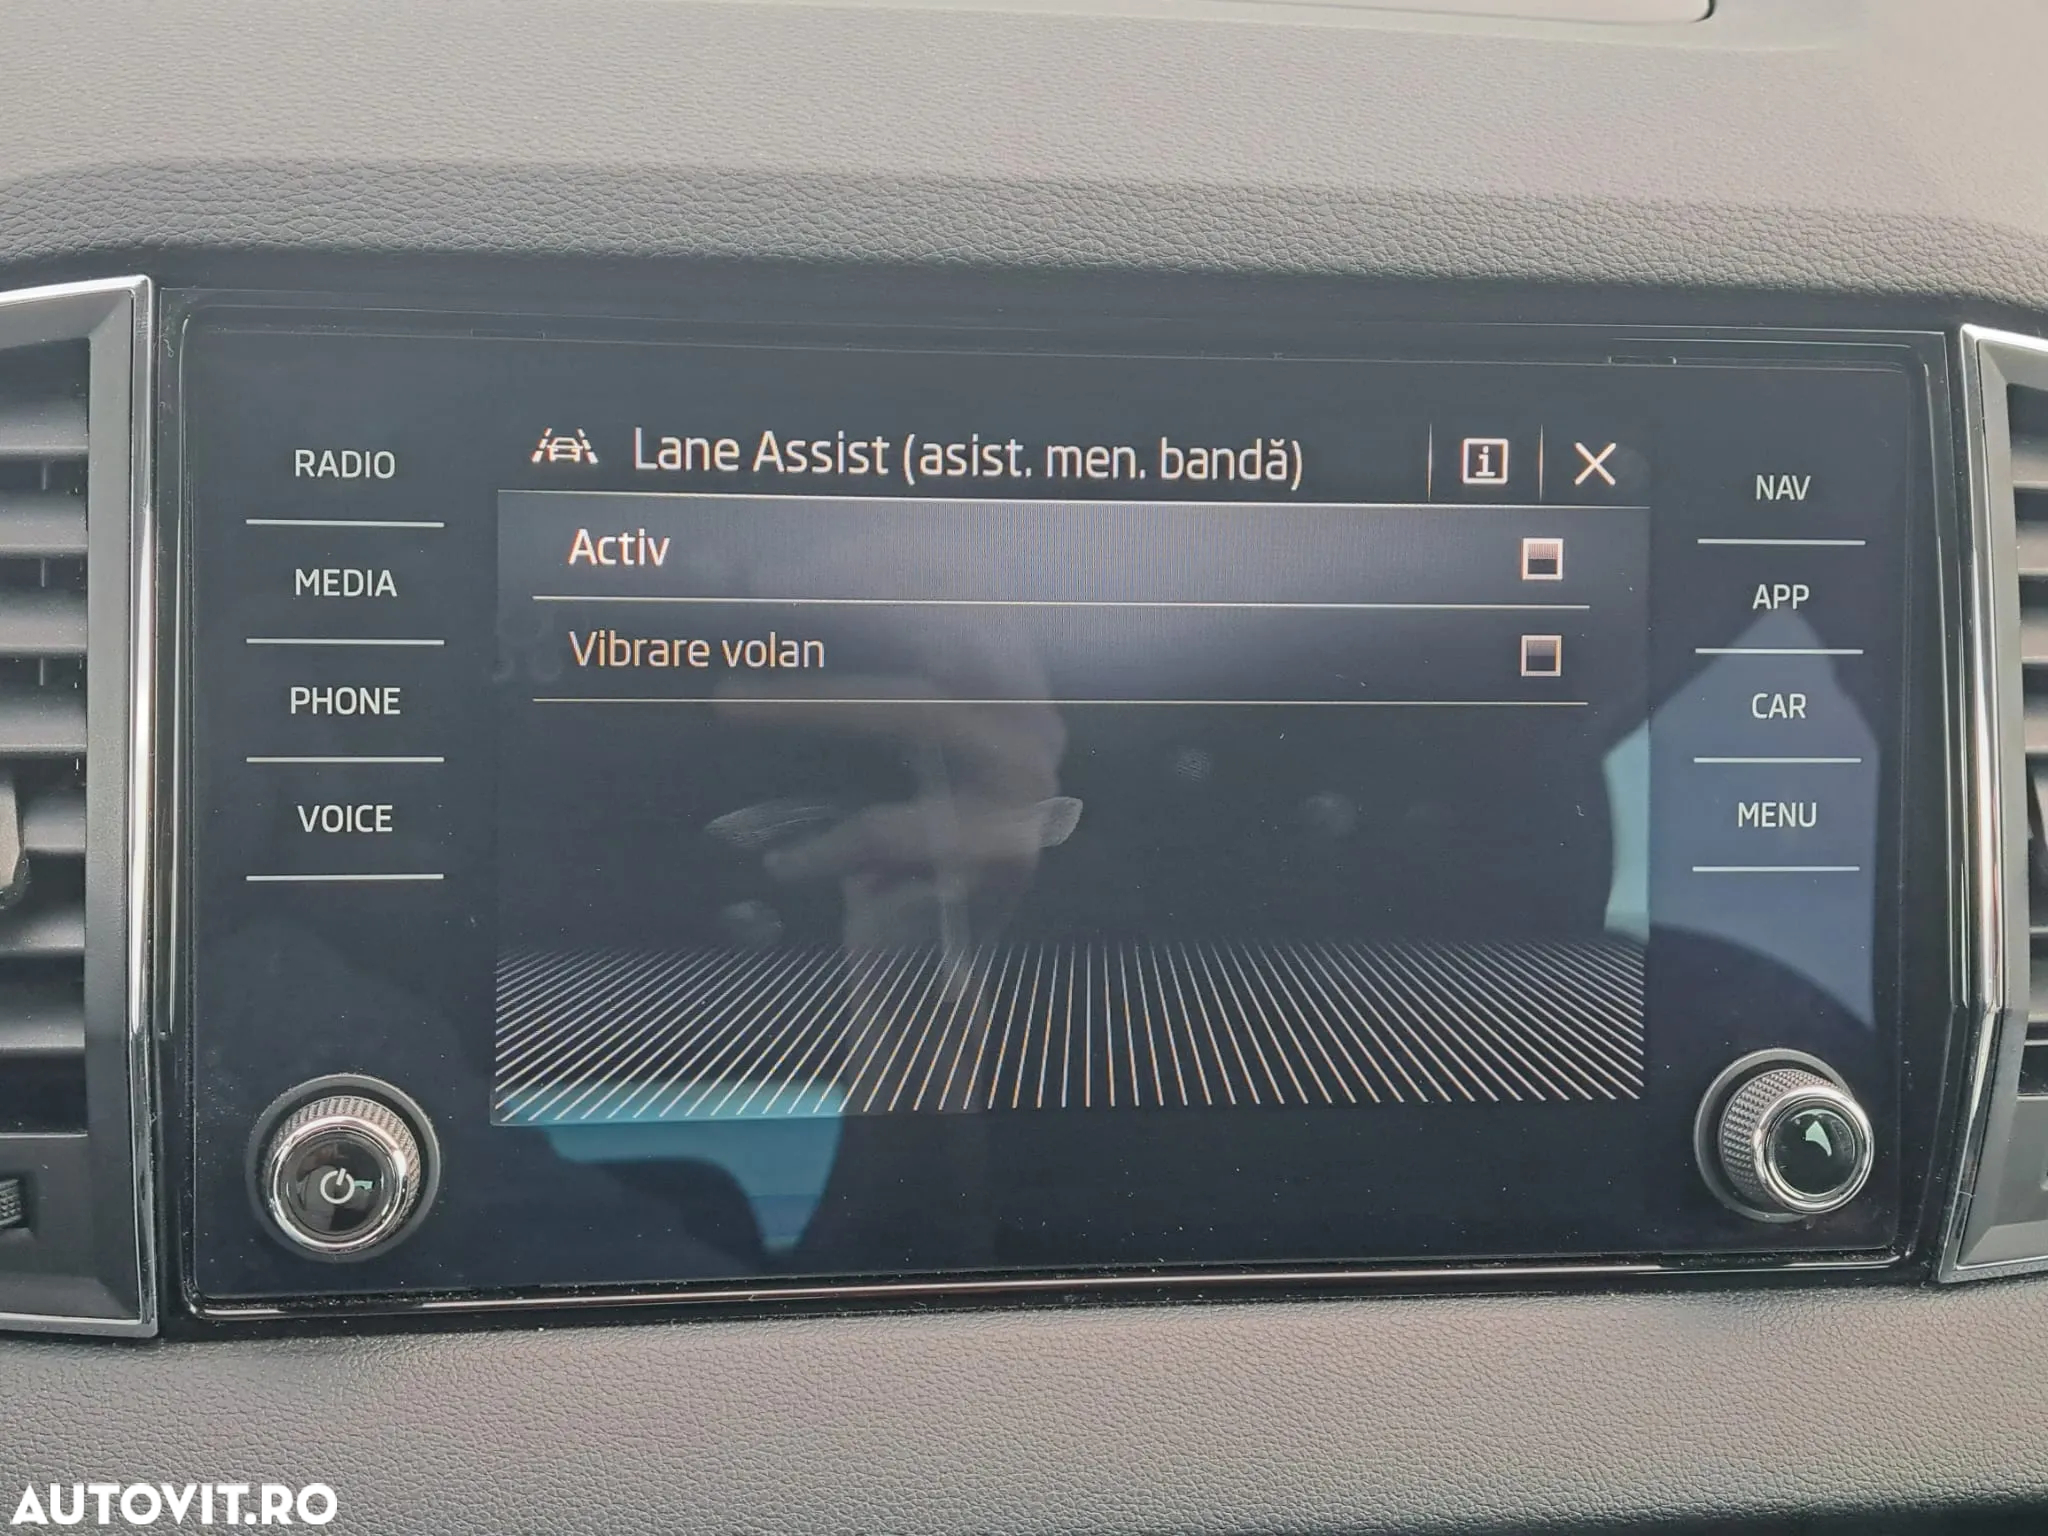 Lane Assist (asist. men. bandă)
Activ
Vibrare volan
RADIO
MEDIA
PHONE
VOICE
NAV
APP
CAR
MENU
AUTOVIT.RO